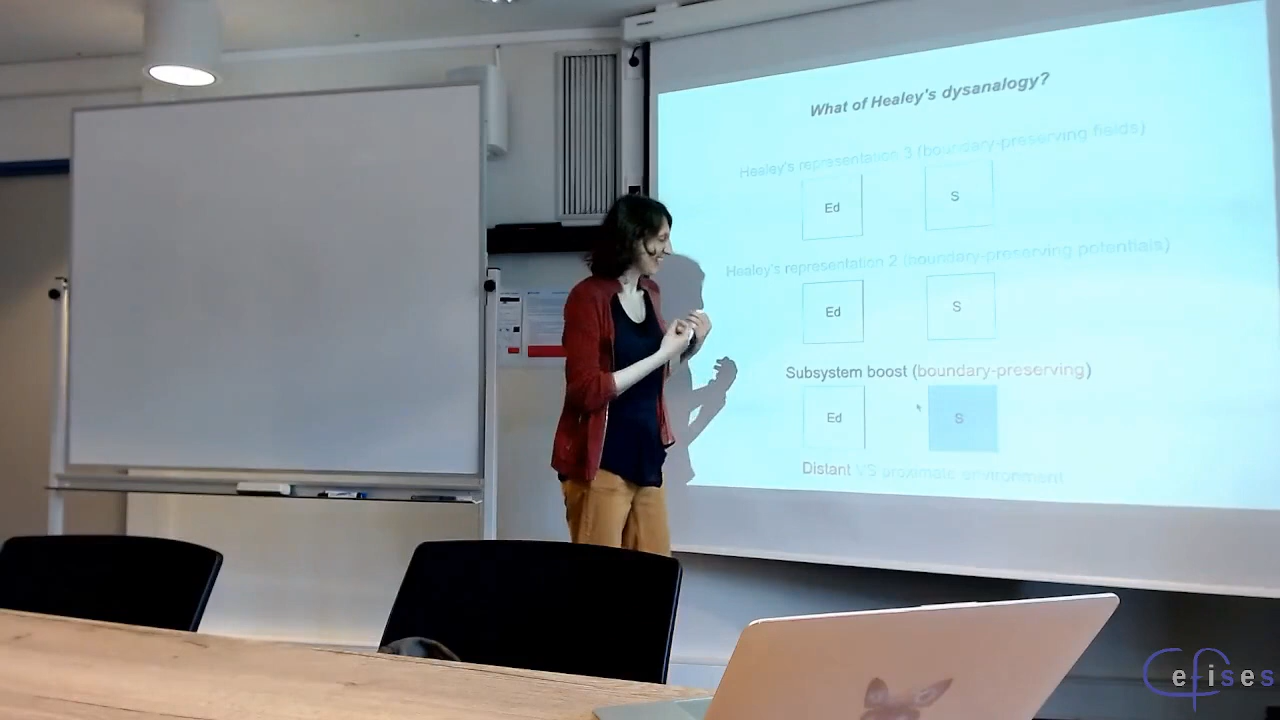 What of Healey's dysanalogy?
Healey's representation 3 (boundary-preserving fields)
Ed
S
Healey's representation 2 (boundary-preserving potentials)
Ed
S
Subsystem boost (boundary-preserving)
Ed
S
Distant VS proximate environment
Cefises